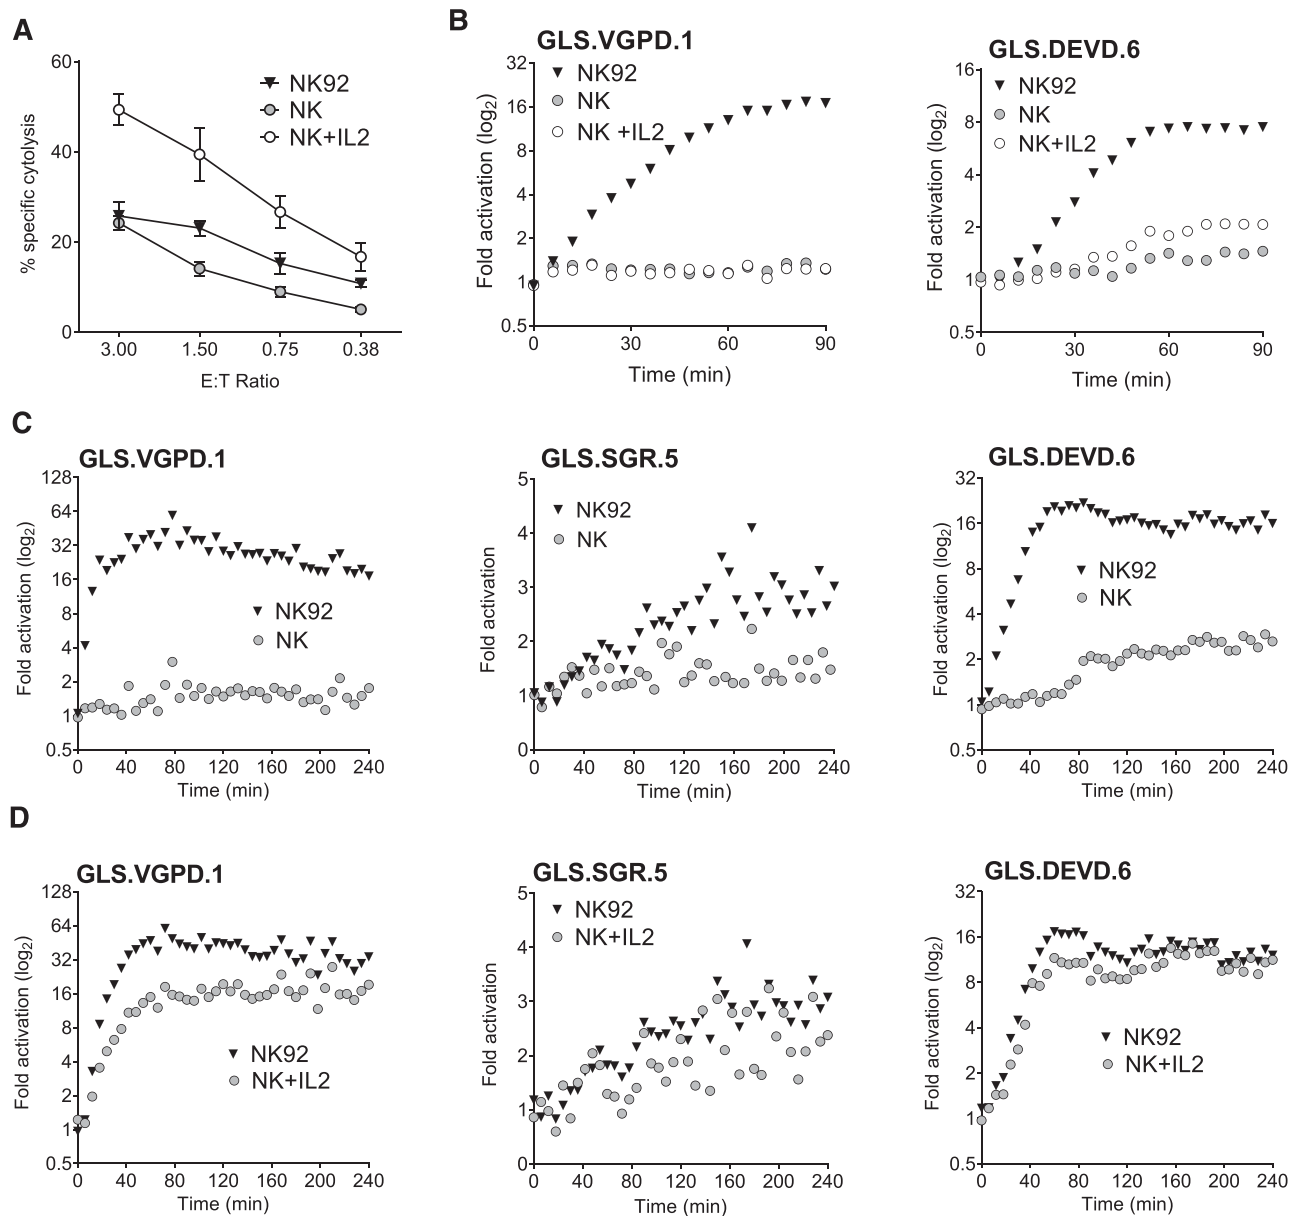 A
60
40
20
0
% specific cytolysis
3.00 1.50 0.75 0.38
E:T Ratio
NK92
NK
NK+IL2
B
GLS.VGPD.1
NK92
NK
NK +IL2
32
16
8
4
2
1
0.5
Fold activation (log2)
0 30 60 90
Time (min)
GLS.DEVD.6
NK92
NK
NK+IL2
16
8
4
2
1
0.5
Fold activation (log2)
0 30 60 90
Time (min)
C
GLS.VGPD.1
128
64
32
16
8
4
2
1
0.5
Fold activation (log2)
NK92
NK
0 40 80 120 160 200 240
Time (min)
GLS.SGR.5
NK92
NK
5
4
3
2
1
0
Fold activation
0 40 80 120 160 200 240
Time (min)
GLS.DEVD.6
32
16
8
4
2
1
0.5
Fold activation (log2)
NK92
NK
0 40 80 120 160 200 240
Time (min)
D
GLS.VGPD.1
128
64
32
16
8
4
2
1
0.5
Fold activation (log2)
NK92
NK+IL2
0 40 80 120 160 200 240
Time (min)
GLS.SGR.5
NK92
NK+IL2
5
4
3
2
1
0
Fold activation
0 40 80 120 160 200 240
Time (min)
GLS.DEVD.6
32
16
8
4
2
1
0.5
Fold activation (log2)
NK92
NK+IL2
0 40 80 120 160 200 240
Time (min)